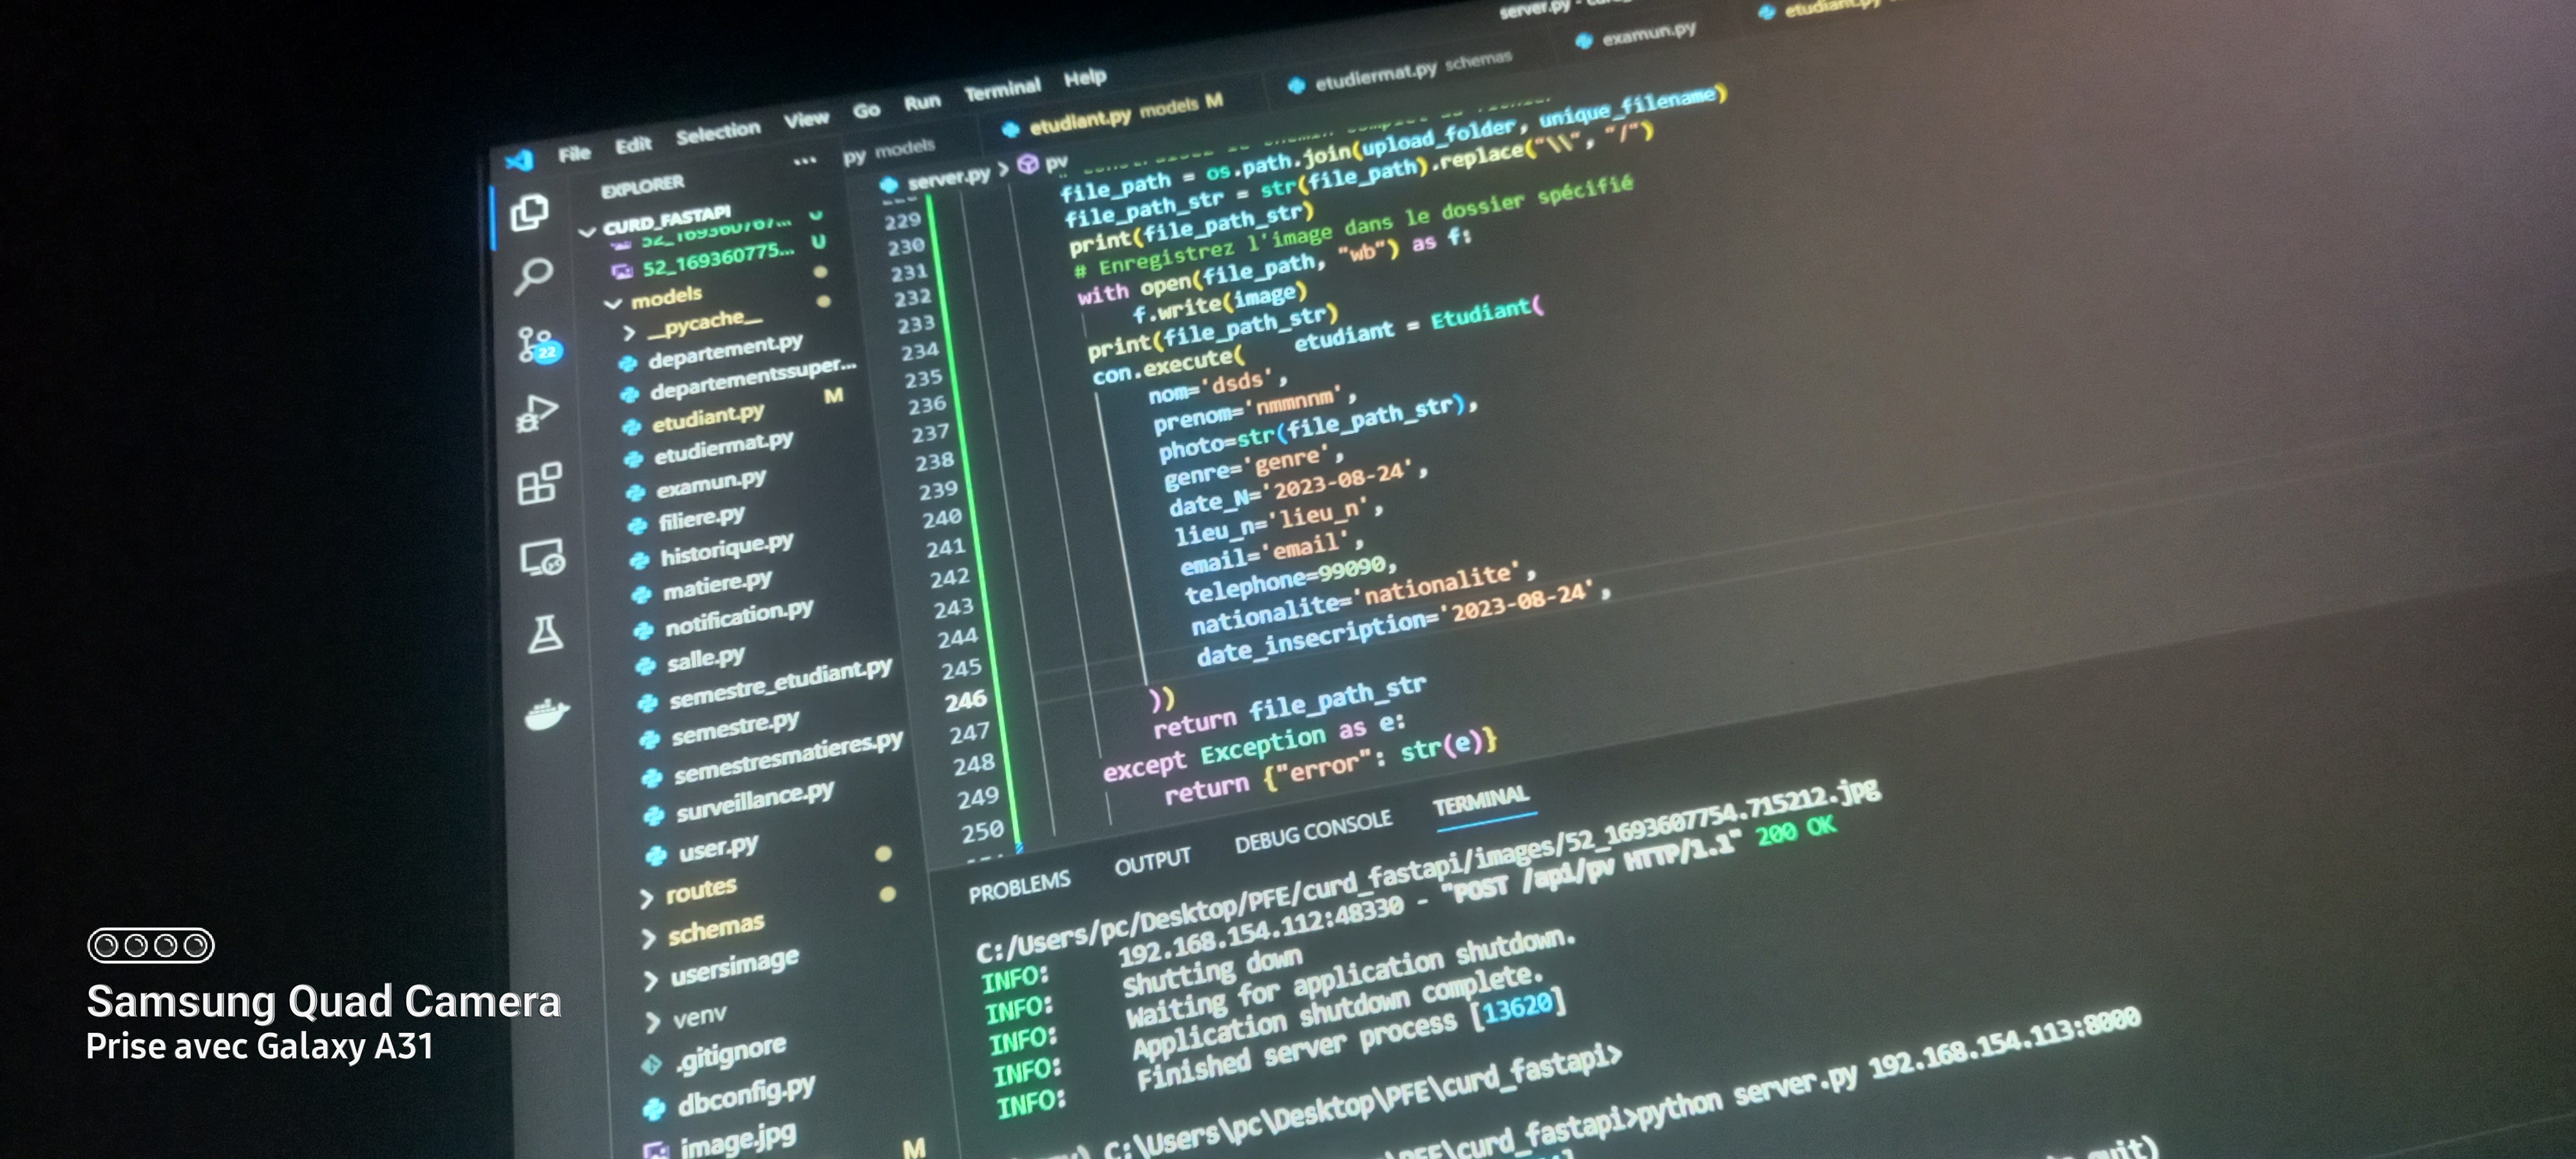 server.py -
File Edit Selection View Go Run Terminal Help
py models
etudiant.py models M
etudiermat.py schemas
examun.py
etudiant.py
EXPLORER
...
server.py > pv
CURD_FASTAPI
52_169360767... U
52_169360775... U
models
__pycache__
departement.py
departementssuper...
etudiant.py M
etudiermat.py
examun.py
filiere.py
historique.py
matiere.py
notification.py
salle.py
semestre_etudiant.py
semestre.py
semestresmatieres.py
surveillance.py
user.py
routes
schemas
usersimage
venv
.gitignore
dbconfig.py
image.jpg M
22
229
230
231
232
233
234
235
236
237
238
239
240
241
242
243
244
245
246
247
248
249
250
file_path = os.path.join(upload_folder, unique_filename)
file_path_str = str(file_path).replace("\\", "/")
print(file_path_str)
# Enregistrez l'image dans le dossier spécifié
with open(file_path, "wb") as f:
f.write(image)
print(file_path_str)
con.execute( etudiant = Etudiant(
nom='dsds',
prenom='nmmnnm',
photo=str(file_path_str),
genre='genre',
date_N='2023-08-24',
lieu_n='lieu_n',
email='email',
telephone=99090,
nationalite='nationalite',
date_insecription='2023-08-24',
))
return file_path_str
except Exception as e:
return {"error": str(e)}
PROBLEMS OUTPUT DEBUG CONSOLE TERMINAL
C:/Users/pc/Desktop/PFE/curd_fastapi/images/52_1693607754.715212.jpg
INFO: 192.168.154.112:48330 - "POST /api/pv HTTP/1.1" 200 OK
INFO: Shutting down
INFO: Waiting for application shutdown.
INFO: Application shutdown complete.
INFO: Finished server process [13620]
C:\Users\pc\Desktop\PFE\curd_fastapi>
\PFE\curd_fastapi>python server.py 192.168.154.113:8000
quit)
Samsung Quad Camera
Prise avec Galaxy A31